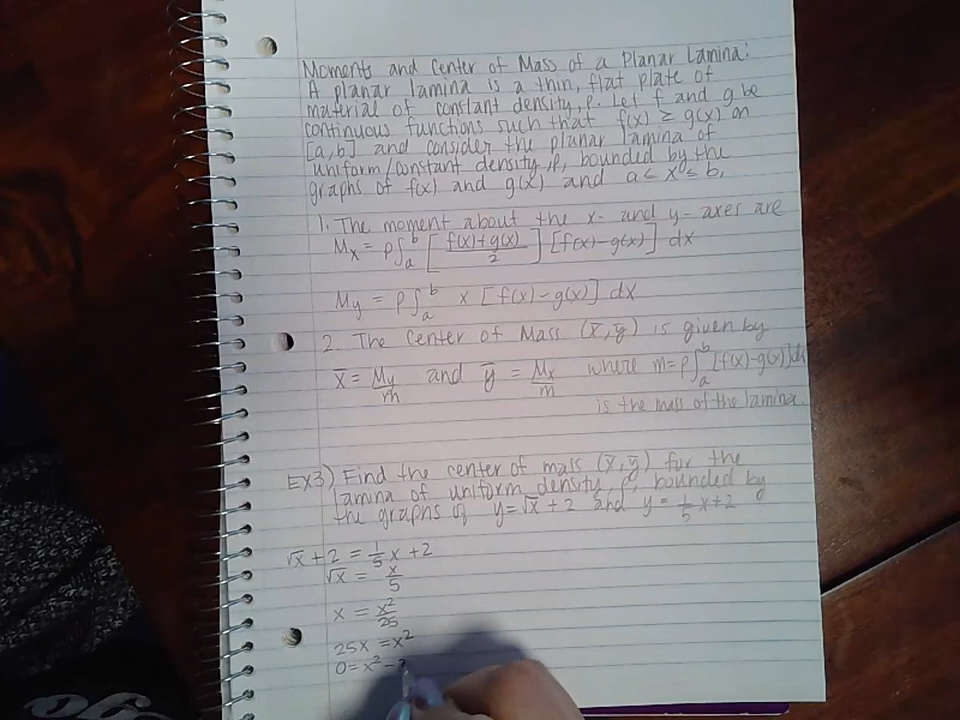 Moments and Center of Mass of a Planar Lamina:
A planar lamina is a thin, flat plate of
material of constant density, ρ. Let f and g be
continuous functions such that f(x) ≥ g(x) on
[a,b] and consider the planar lamina of
uniform/constant density, ρ, bounded by the
graphs of f(x) and g(x) and a ≤ x ≤ b.
1. The moment about the x- and y-axes are
Mx = ρ∫_a^b [(f(x)+g(x))/2] [f(x)-g(x)] dx
My = ρ∫_a^b x [f(x)-g(x)] dx
2. The Center of Mass (x̄,ȳ) is given by
x̄ = My/m and ȳ = Mx/m where m=ρ∫_a^b [f(x)-g(x)]dx
is the mass of the lamina.
EX3) Find the center of mass (x̄,ȳ) for the
lamina of uniform density, ρ, bounded by
the graphs of y=√x + 2 and y = 1/5 x+2
√x + 2 = 1/5 x + 2
√x = x/5
x = x²/25
25x = x²
0 = x² -